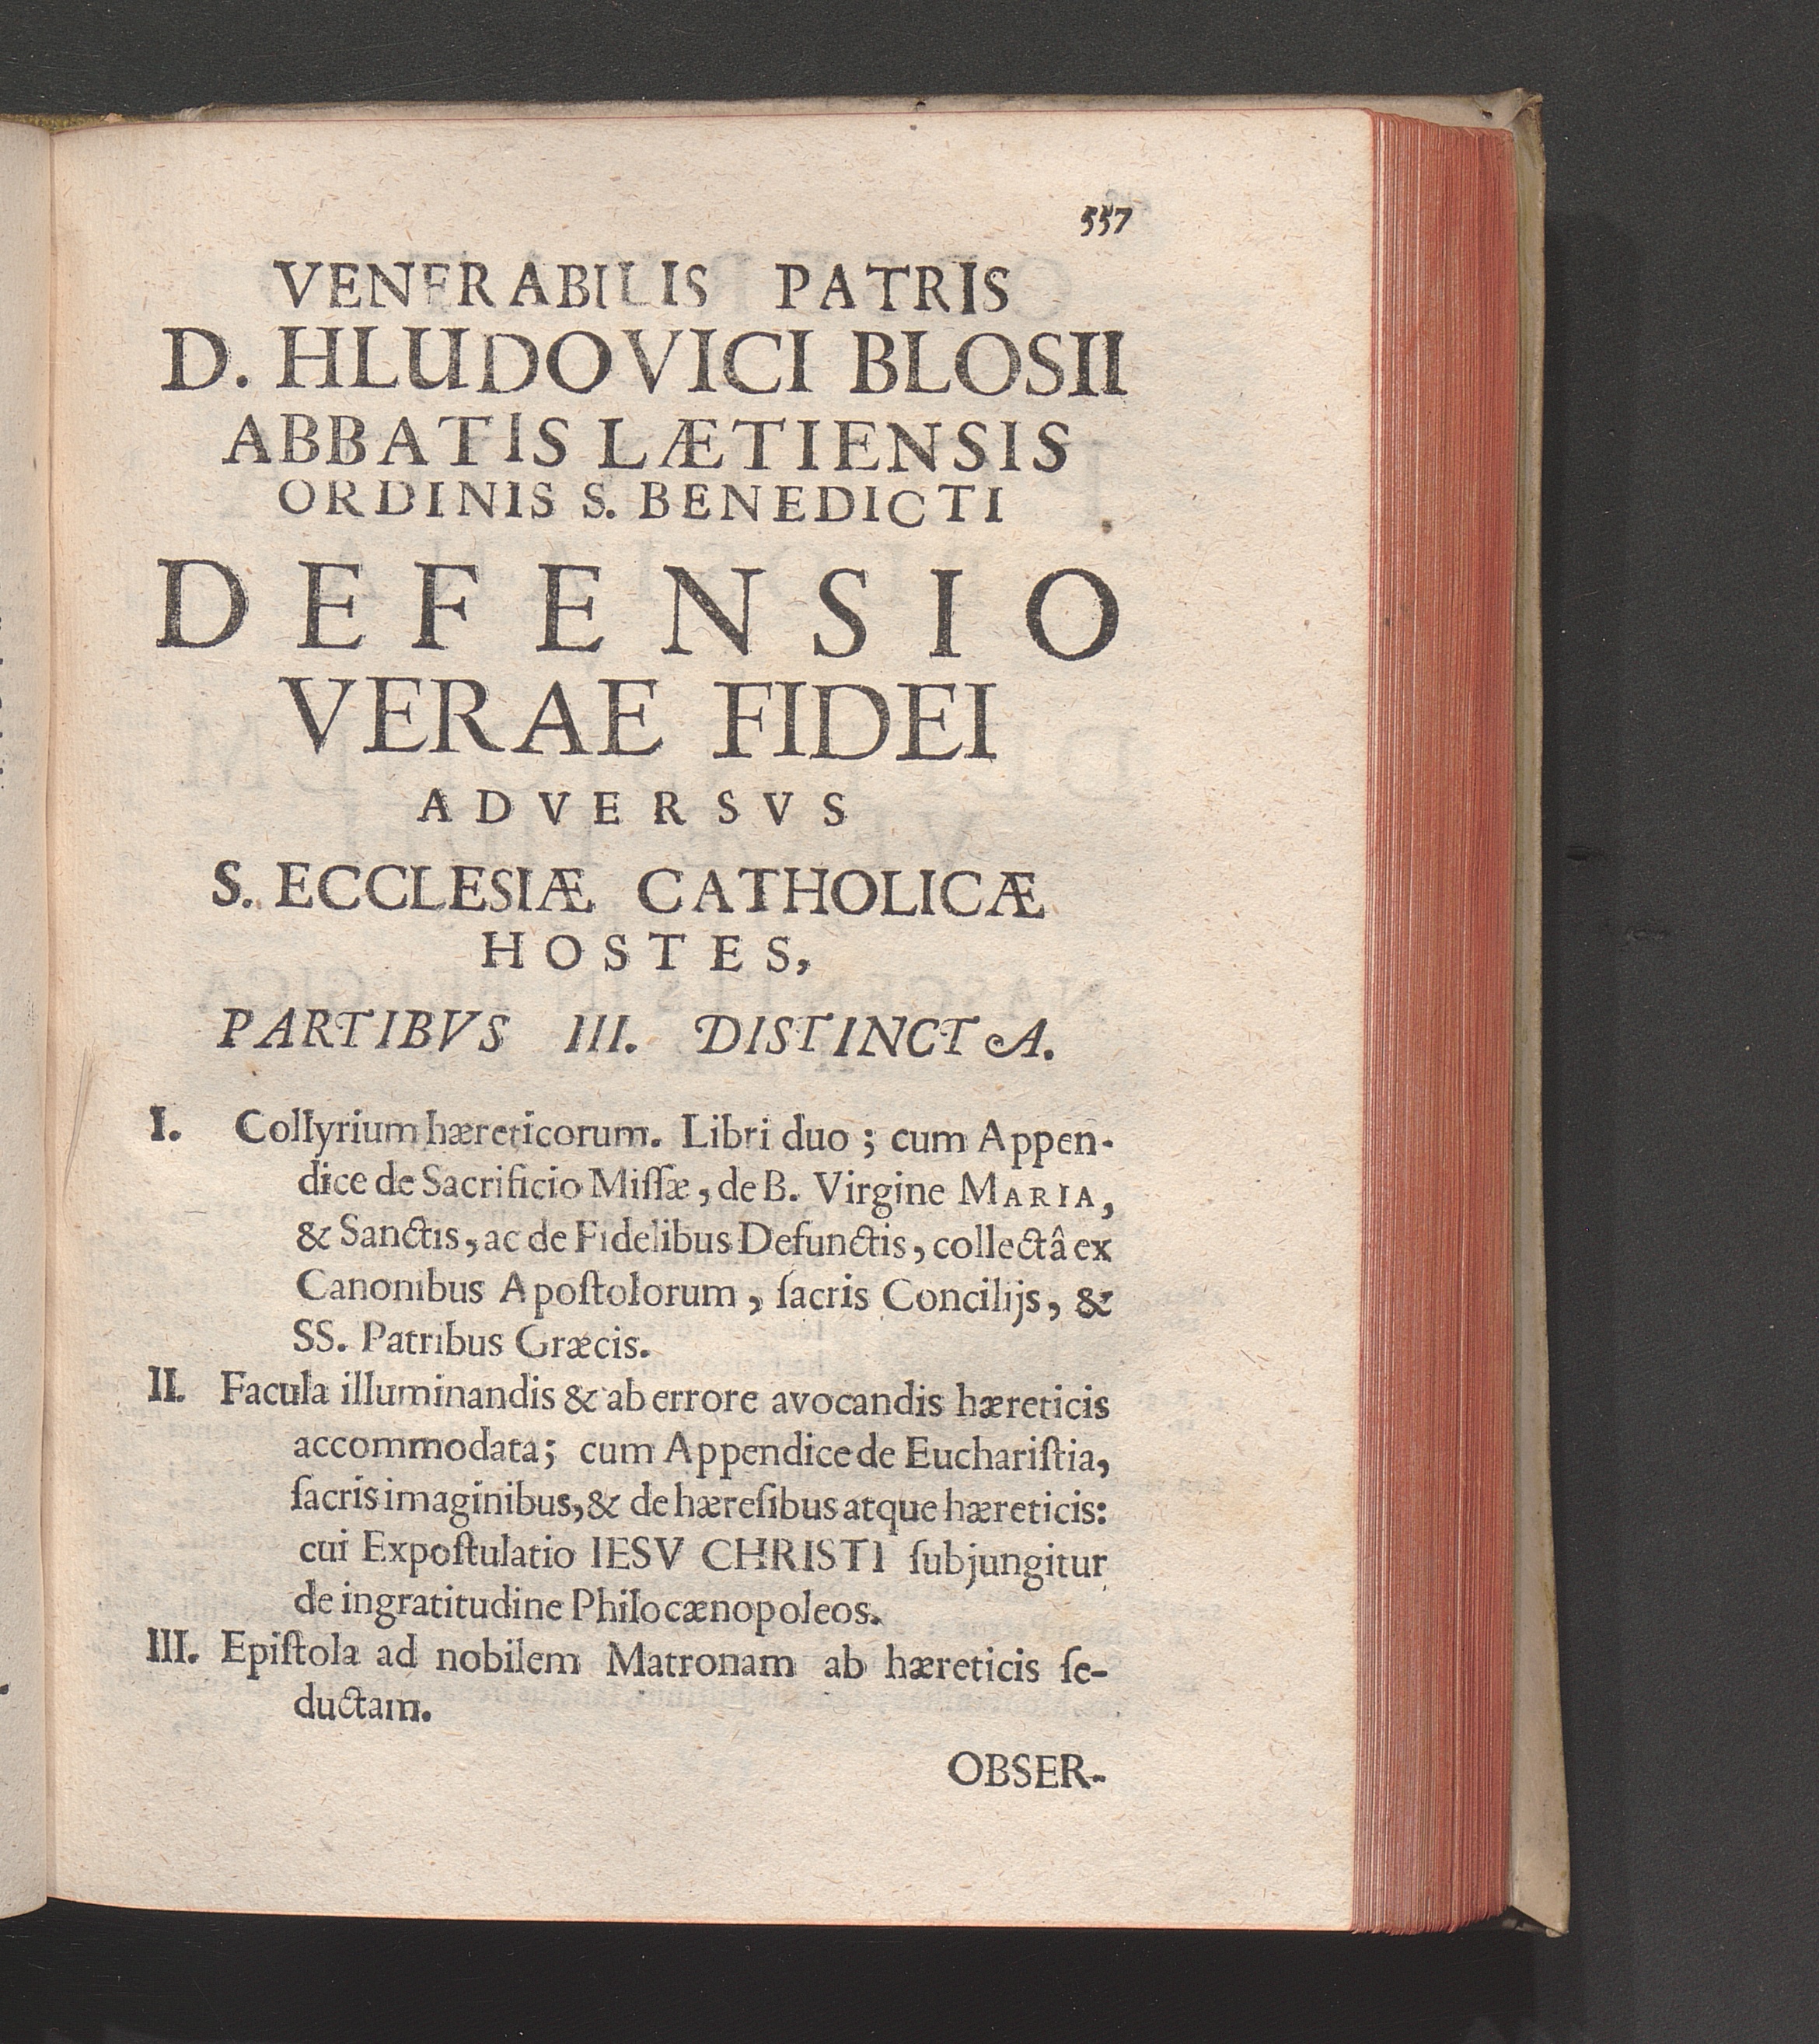 557
VENERABILIS PATRIS
D. HLUDOVICI BLOSII
ABBATIS LÆTIENSIS
ORDINIS S. BENEDICTI
DEFENSIO
VERAE FIDEI
ADVERSVS
S. ECCLESIÆ CATHOLICÆ
HOSTES,
PARTIBVS III. DISTINCTA.
I. Collyrium hæreticorum. Libri duo; cum Appen-
dice de Sacrificio Miſſæ, de B. Virgine MARIA,
& Sanctis, ac de Fidelibus Defunctis, collectâ ex
Canonibus Apoſtolorum, ſacris Concilijs, &
SS. Patribus Græcis.
II. Facula illuminandis & ab errore avocandis hæreticis
accommodata; cum Appendice de Euchariſtia,
ſacris imaginibus, & de hæreſibus atque hæreticis:
cui Expoſtulatio IESV CHRISTI ſubjungitur
de ingratitudine Philocænopoleos.
III. Epiſtola ad nobilem Matronam ab hæreticis ſe-
ductam.
OBSER-